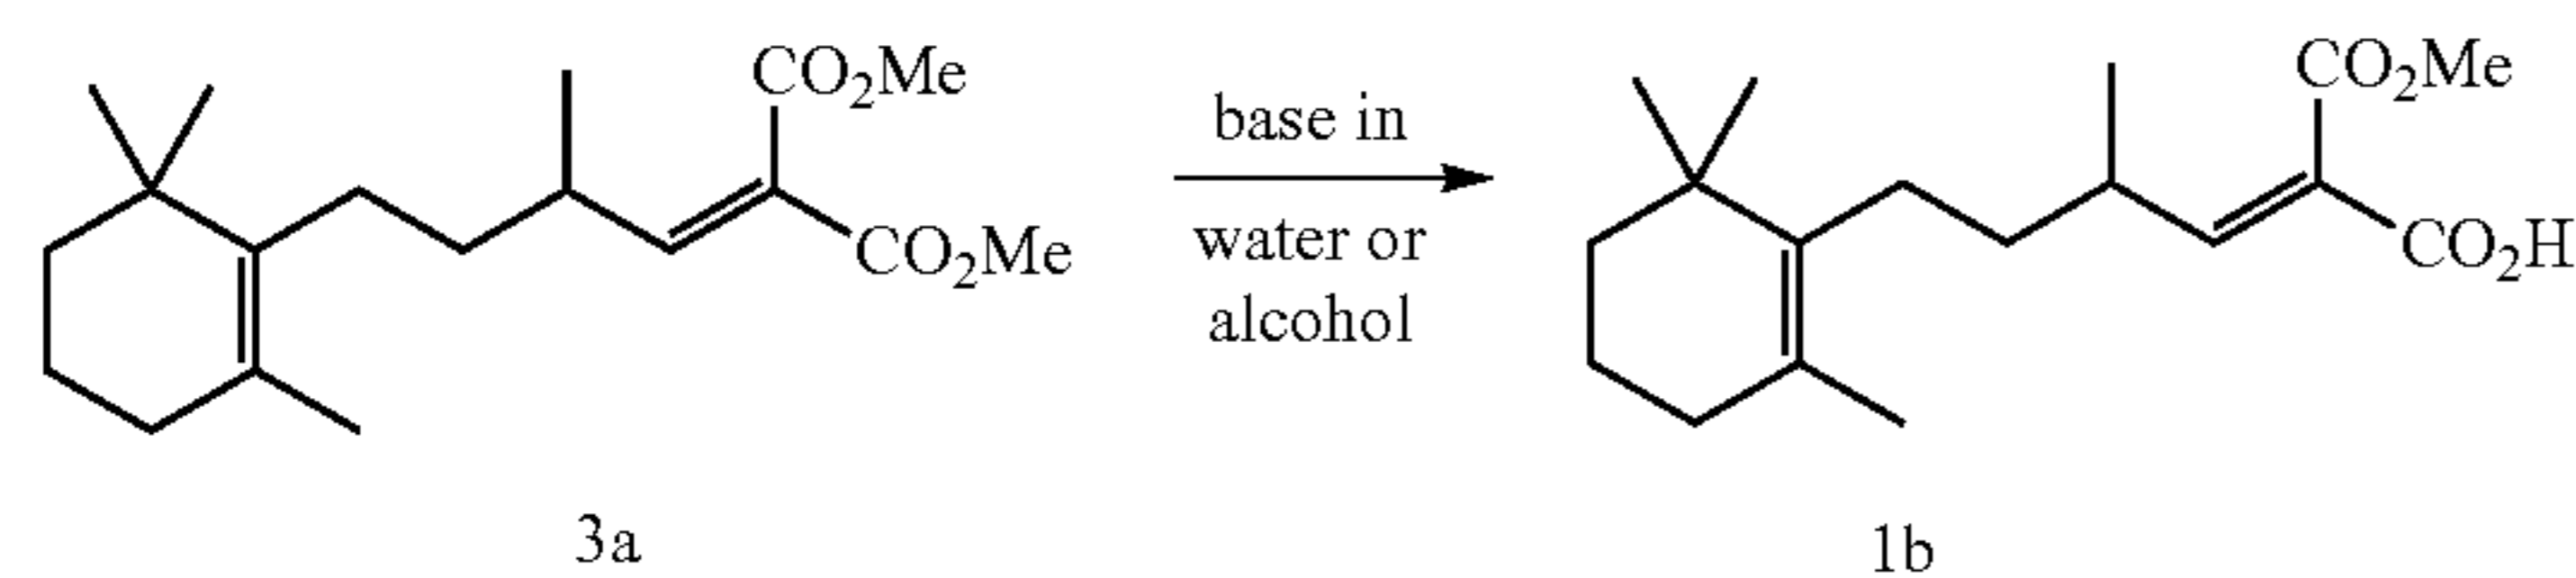 CO₂Me
CO₂Me
base in
water or
alcohol
CO₂Me
CO₂H
3a
1b